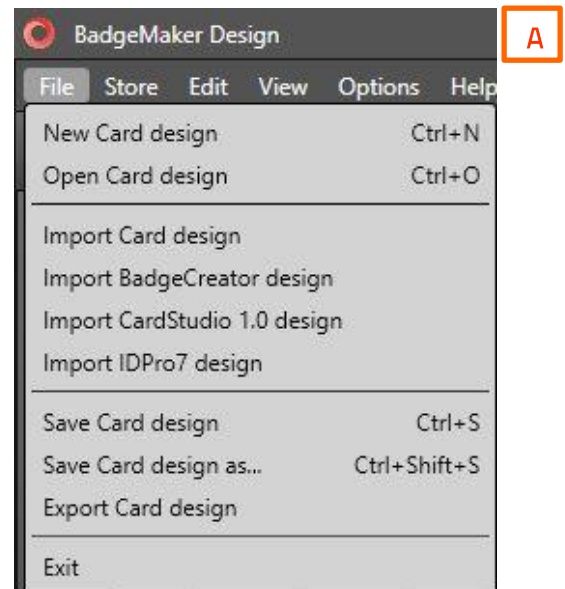 BadgeMaker Design
A
File Store Edit View Options Help
New Card design Ctrl+N
Open Card design Ctrl+O
Import Card design
Import BadgeCreator design
Import CardStudio 1.0 design
Import IDPro7 design
Save Card design Ctrl+S
Save Card design as... Ctrl+Shift+S
Export Card design
Exit